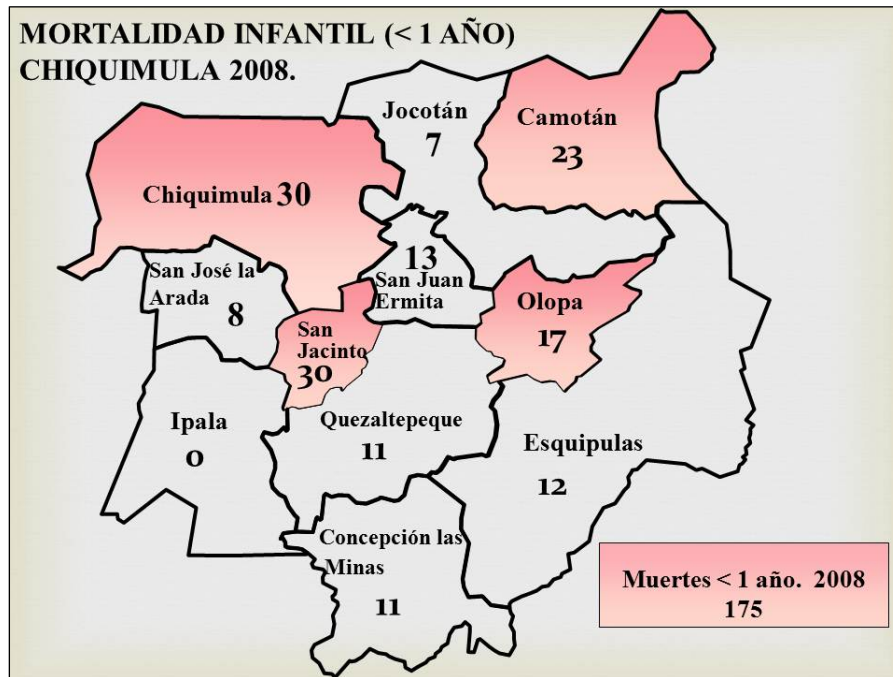 MORTALIDAD INFANTIL (< 1 AÑO)
CHIQUIMULA 2008.
Jocotán
7
Camotán
23
Chiquimula 30
San José la
Arada
8
13
San Juan
Ermita
Olopa
17
San
Jacinto
30
Ipala
0
Quezaltepeque
11
Esquipulas
12
Concepción las
Minas
11
Muertes < 1 año. 2008
175